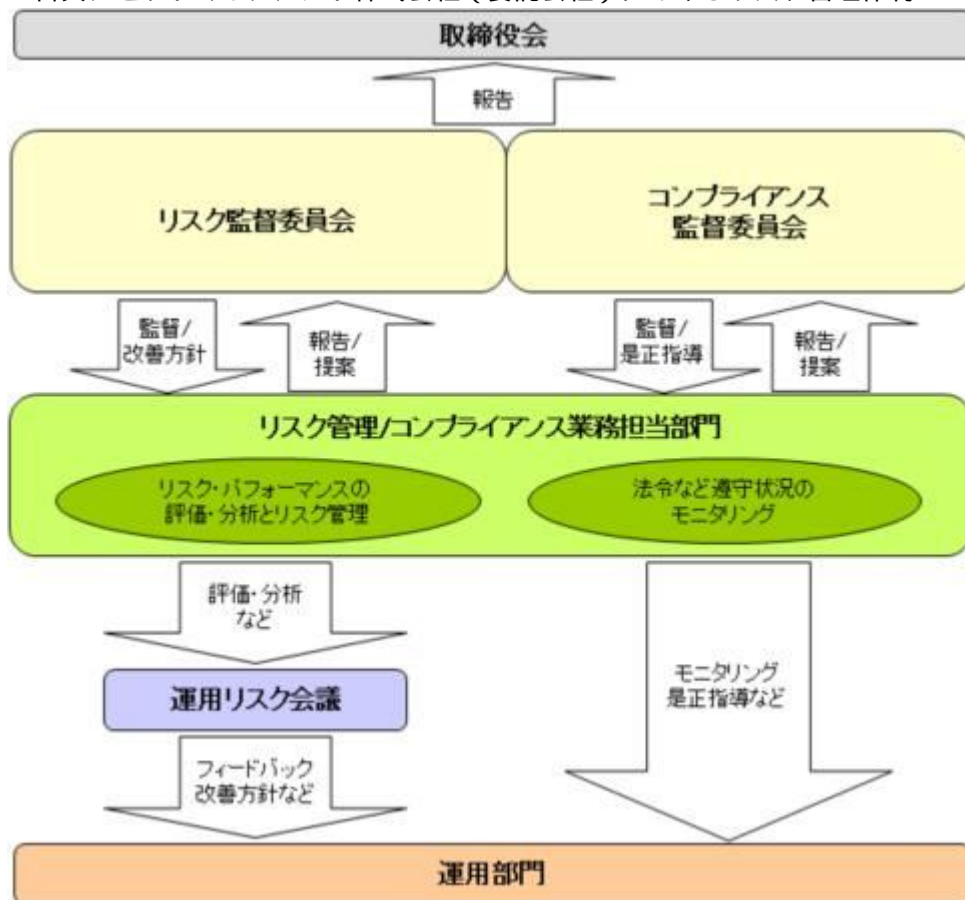 取締役会
報告
リスク監督委員会
コンプライアンス
監督委員会
監督/
改善方針
報告/
提案
監督/
是正指導
報告/
提案
リスク管理/コンプライアンス業務担当部門
リスク・パフォーマンスの
評価・分析とリスク管理
法令など遵守状況の
モニタリング
評価・分析
など
運用リスク会議
モニタリング
是正指導など
フィードバック
改善方針など
運用部門